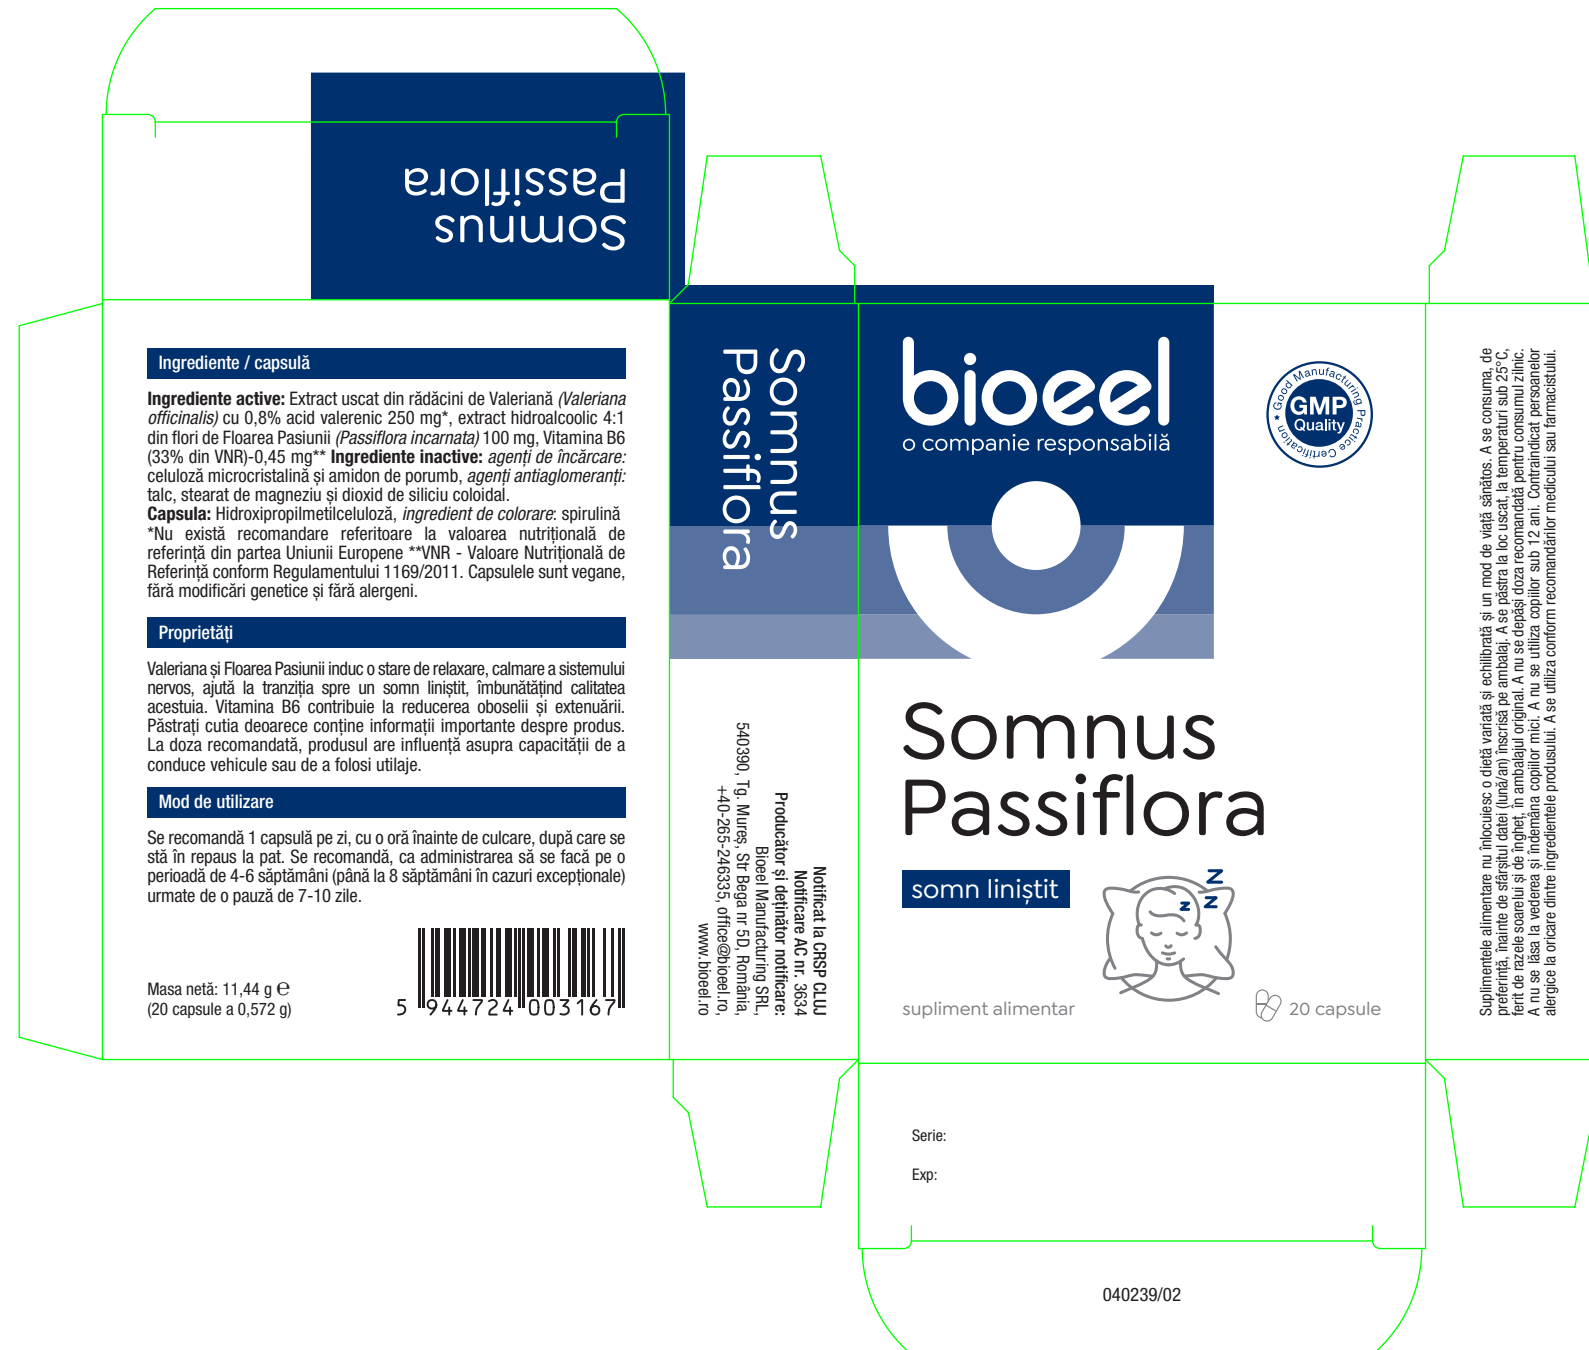 Somnus
Passiflora
Ingrediente / capsulă
Ingrediente active: Extract uscat din rădăcini de Valeriană (Valeriana
officinalis) cu 0,8% acid valerenic 250 mg*, extract hidroalcoolic 4:1
din flori de Floarea Pasiunii (Passiflora incarnata) 100 mg, Vitamina B6
(33% din VNR)-0,45 mg** Ingrediente inactive: agenți de încărcare:
celuloză microcristalină și amidon de porumb, agenți antiaglomeranți:
talc, stearat de magneziu și dioxid de siliciu coloidal.
Capsula: Hidroxipropilmetilceluloză, ingredient de colorare: spirulină
*Nu există recomandare referitoare la valoarea nutrițională de
referință din partea Uniunii Europene **VNR - Valoare Nutrițională de
Referință conform Regulamentului 1169/2011. Capsulele sunt vegane,
fără modificări genetice și fără alergeni.
Proprietăți
Valeriana și Floarea Pasiunii induc o stare de relaxare, calmare a sistemului
nervos, ajută la tranziția spre un somn liniștit, îmbunătățind calitatea
acestuia. Vitamina B6 contribuie la reducerea oboselii și extenuării.
Păstrați cutia deoarece conține informații importante despre produs.
La doza recomandată, produsul are influență asupra capacității de a
conduce vehicule sau de a folosi utilaje.
Mod de utilizare
Se recomandă 1 capsulă pe zi, cu o oră înainte de culcare, după care se
stă în repaus la pat. Se recomandă, ca administrarea să se facă pe o
perioadă de 4-6 săptămâni (până la 8 săptămâni în cazuri excepționale)
urmate de o pauză de 7-10 zile.
Masa netă: 11,44 g e
(20 capsule a 0,572 g)
5 944724 003167
Somnus
Passiflora
Notificat la CRSP CLUJ
Notificare AC nr. 3634
Producător și deținător notificare:
Bioeel Manufacturing SRL,
540390, Tg. Mureș, Str Bega nr 5D, România,
+40-265-246335, office@bioeel.ro,
www.bioeel.ro
bioeel
o companie responsabilă
Good Manufacturing Practice Certification
GMP
Quality
Somnus
Passiflora
somn liniștit
z z z
supliment alimentar
20 capsule
Serie:
Exp:
040239/02
Suplimentele alimentare nu înlocuiesc o dietă variată și echilibrată și un mod de viață sănătos. A se consuma, de
preferință, înainte de sfârșitul datei (lună/an) înscrisă pe ambalaj. A se păstra la loc uscat, la temperaturi sub 25°C,
ferit de razele soarelui și de îngheț, în ambalajul original. A nu se depăși doza recomandată pentru consumul zilnic.
A nu se lăsa la vederea și îndemâna copiilor mici. A nu se utiliza copiilor sub 12 ani. Contraindicat persoanelor
alergice la oricare dintre ingredientele produsului. A se utiliza conform recomandărilor medicului sau farmacistului.